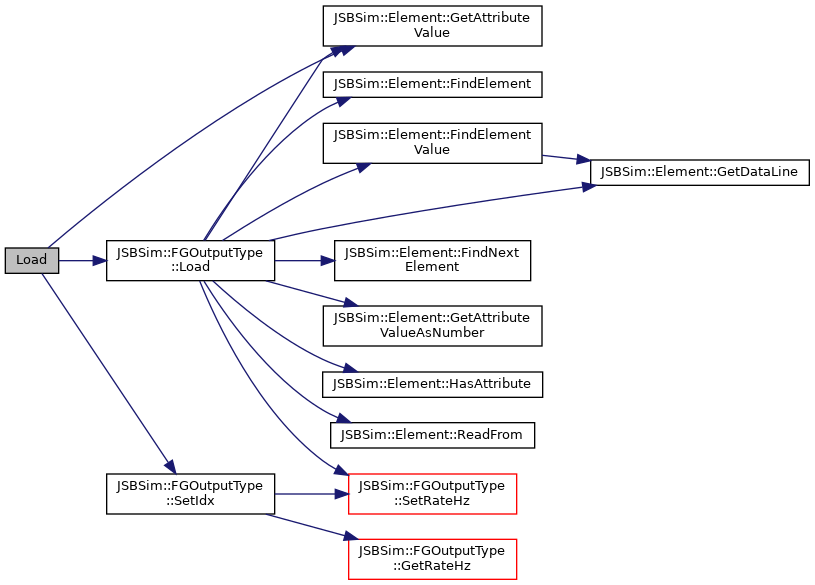 JSBSim::Element::GetAttribute
Value
JSBSim::Element::FindElement
JSBSim::Element::FindElement
Value
JSBSim::Element::GetDataLine
Load
JSBSim::FGOutputType
::Load
JSBSim::Element::FindNext
Element
JSBSim::Element::GetAttribute
ValueAsNumber
JSBSim::Element::HasAttribute
JSBSim::Element::ReadFrom
JSBSim::FGOutputType
::SetIdx
JSBSim::FGOutputType
::SetRateHz
JSBSim::FGOutputType
::GetRateHz